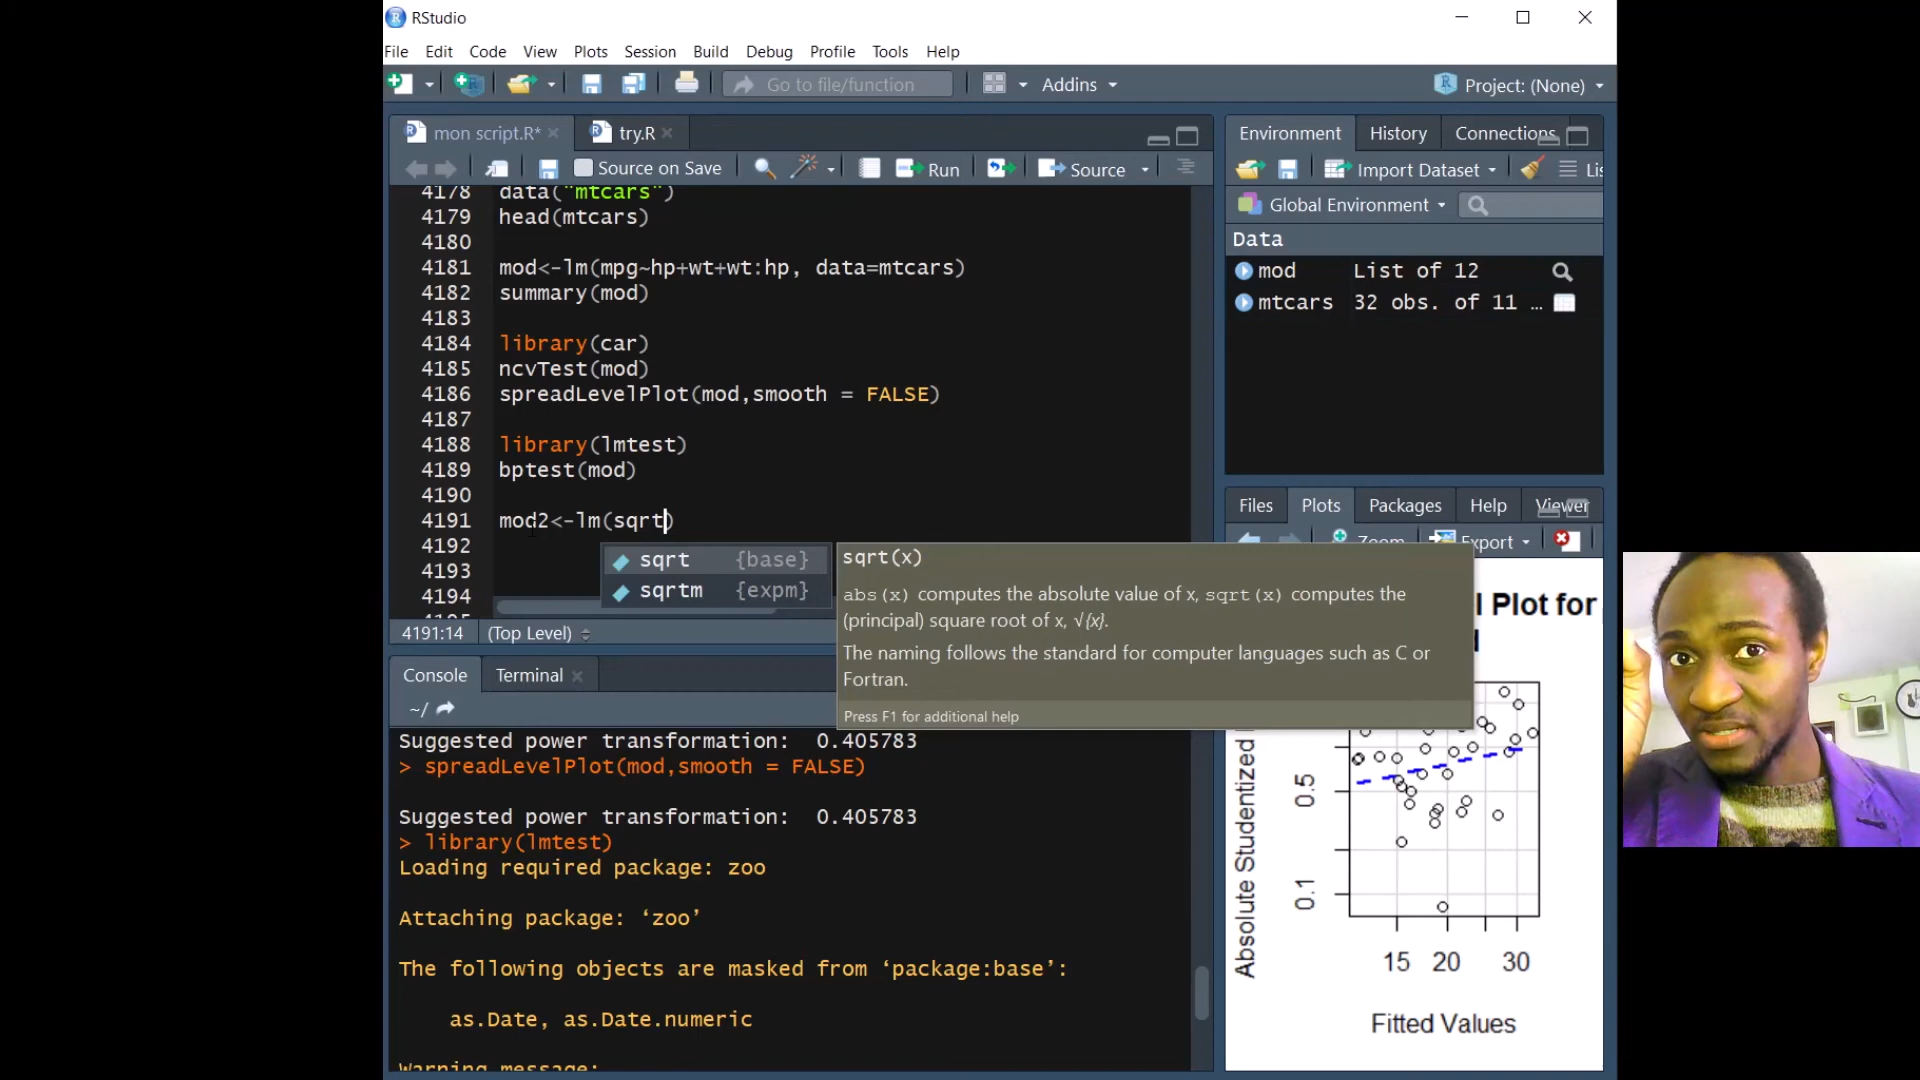 RStudio
File Edit Code View Plots Session Build Debug Profile Tools Help
Go to file/function Addins Project: (None)
mon script.R* try.R
Source on Save Run Source
4178 data("mtcars")
4179 head(mtcars)
4180
4181 mod<-lm(mpg~hp+wt+wt:hp, data=mtcars)
4182 summary(mod)
4183
4184 library(car)
4185 ncvTest(mod)
4186 spreadLevelPlot(mod,smooth = FALSE)
4187
4188 library(lmtest)
4189 bptest(mod)
4190
4191 mod2<-lm(sqrt)
4192
4193
4194
sqrt {base}
sqrtm {expm}
sqrt(x)
abs(x) computes the absolute value of x, sqrt(x) computes the
(principal) square root of x, √{x}.
The naming follows the standard for computer languages such as C or
Fortran.
Press F1 for additional help
4191:14 (Top Level)
Console Terminal
~/
Suggested power transformation: 0.405783
> spreadLevelPlot(mod,smooth = FALSE)
Suggested power transformation: 0.405783
> library(lmtest)
Loading required package: zoo
Attaching package: ‘zoo’
The following objects are masked from ‘package:base’:
as.Date, as.Date.numeric
Warning message:
Environment History Connections
Import Dataset Lis
Global Environment
Data
mod List of 12
mtcars 32 obs. of 11 …
Files Plots Packages Help Viewer
Zoom Export
l Plot for
Absolute Studentized
0.5
0.1
15 20 30
Fitted Values